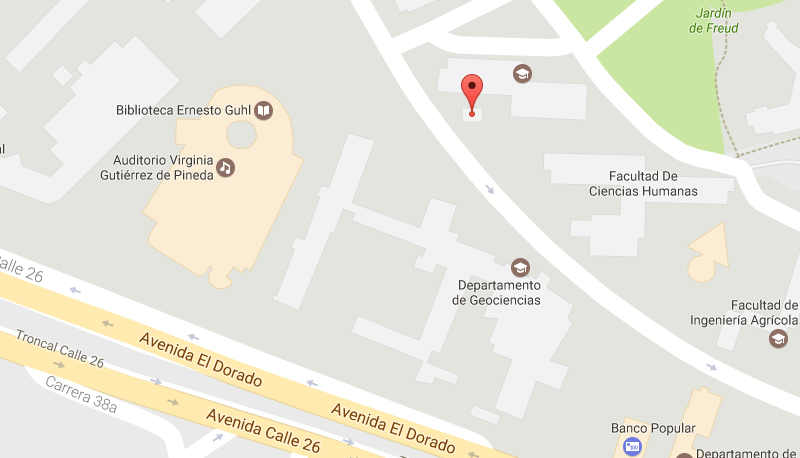 Jardín
de Freud
Biblioteca Ernesto Guhl
al
Auditorio Virginia
Gutiérrez de Pineda
Facultad De
Ciencias Humanas
Calle 26
Departamento
de Geociencias
Facultad de
Ingeniería Agrícola
Troncal Calle 26
Avenida El Dorado
Carrera 38a
Avenida Calle 26
Avenida El Dorado
Banco Popular
Departamento de